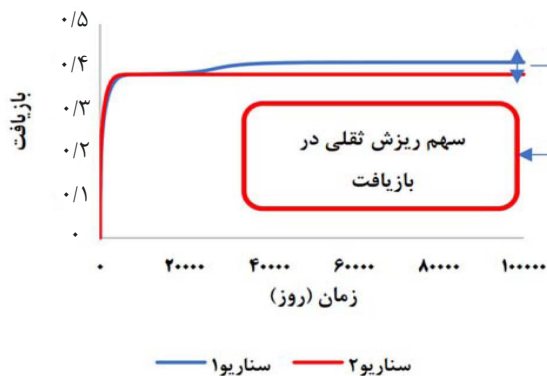 ۰/۵
۰/۴
۰/۳
۰/۲
۰/۱
۰
بازیافت
سهم ریزش ثقلی در
بازیافت
۰ ۲۰۰۰۰ ۴۰۰۰۰ ۶۰۰۰۰ ۸۰۰۰۰ ۱۰۰۰۰۰
زمان (روز)
سناریو۱ سناریو۲